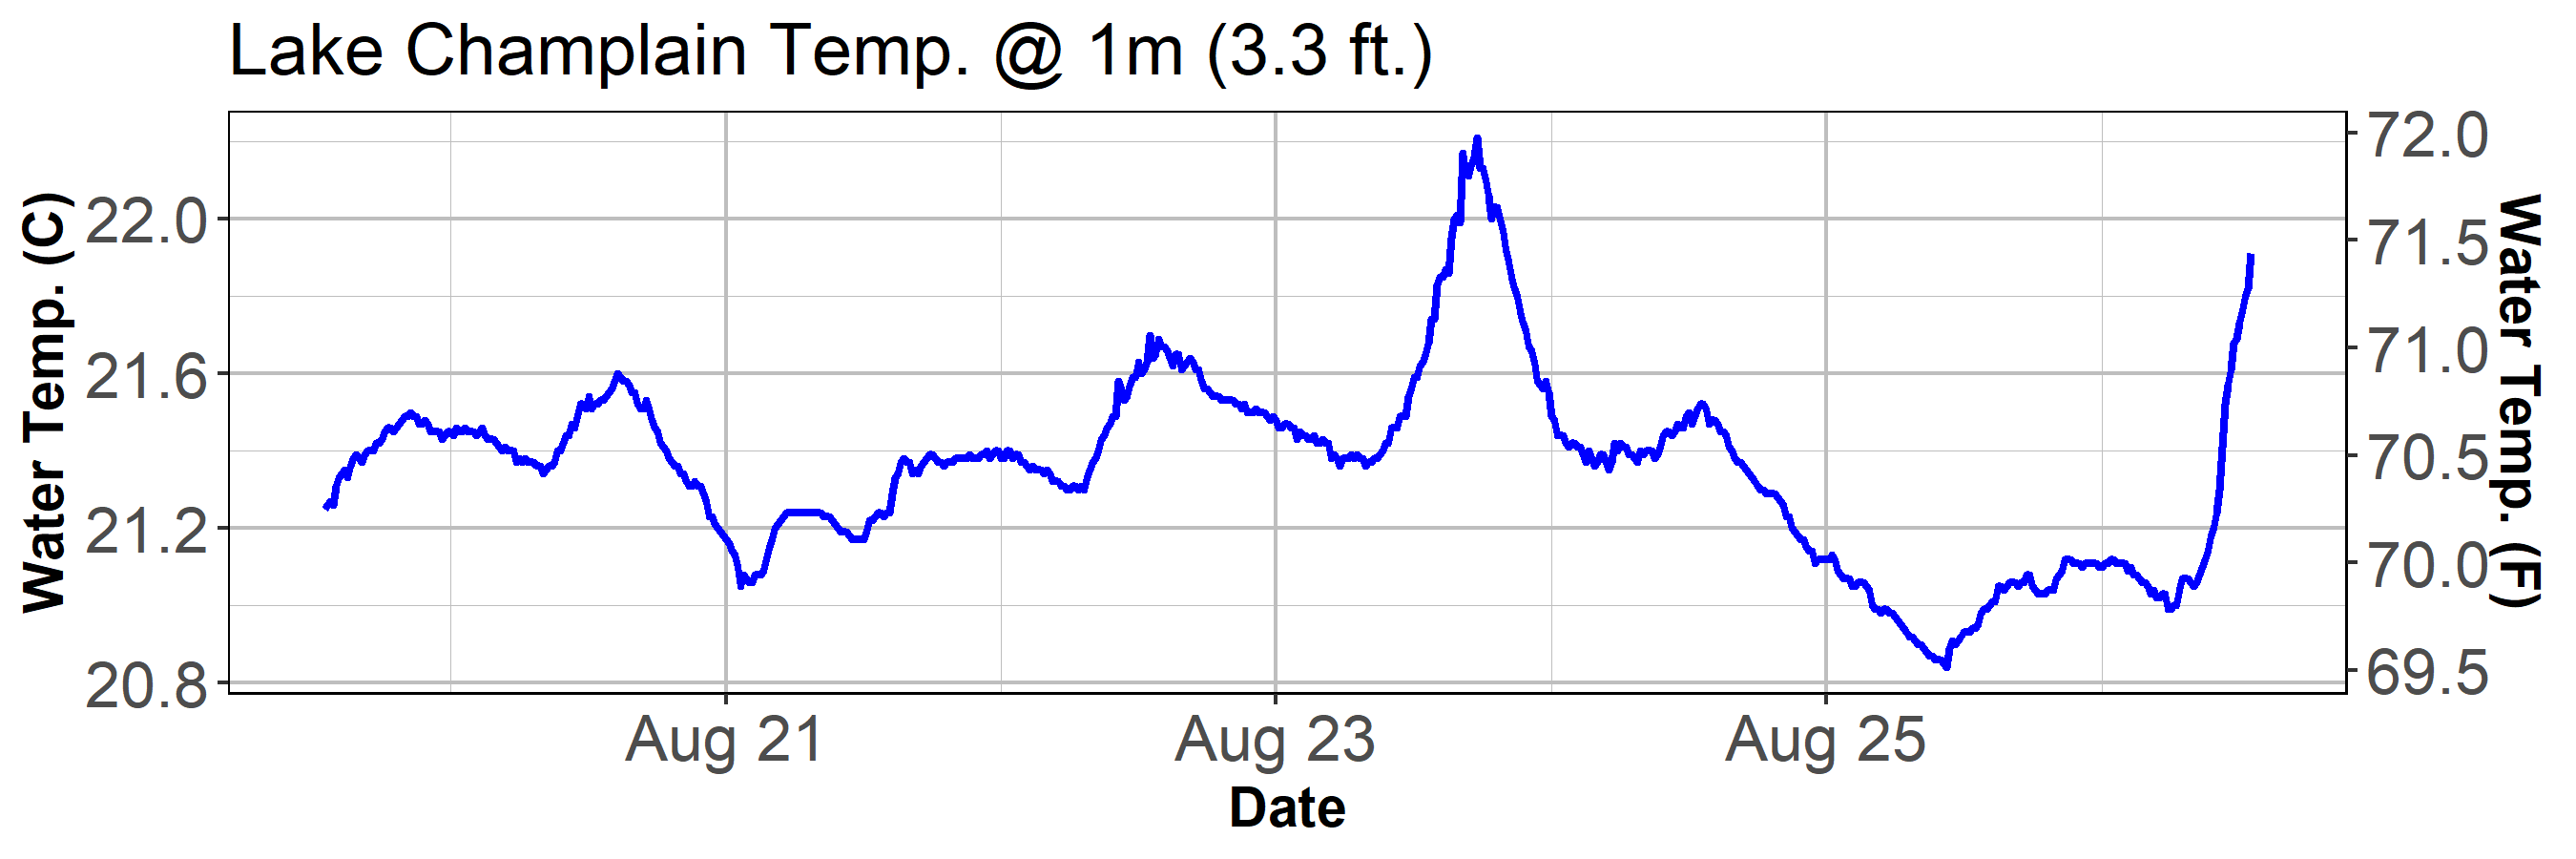 Lake Champlain Temp. @ 1m (3.3 ft.)
Water Temp. (C)
22.0
21.6
21.2
20.8
72.0
71.5
71.0
70.5
70.0
69.5
Water Temp. (F)
Aug 21
Aug 23
Aug 25
Date